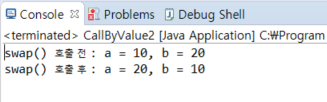 Console Problems Debug Shell
<terminated> CallByValue2 [Java Application] C:₩Program
swap() 호출 전 : a = 10, b = 20
swap() 호출 후 : a = 20, b = 10